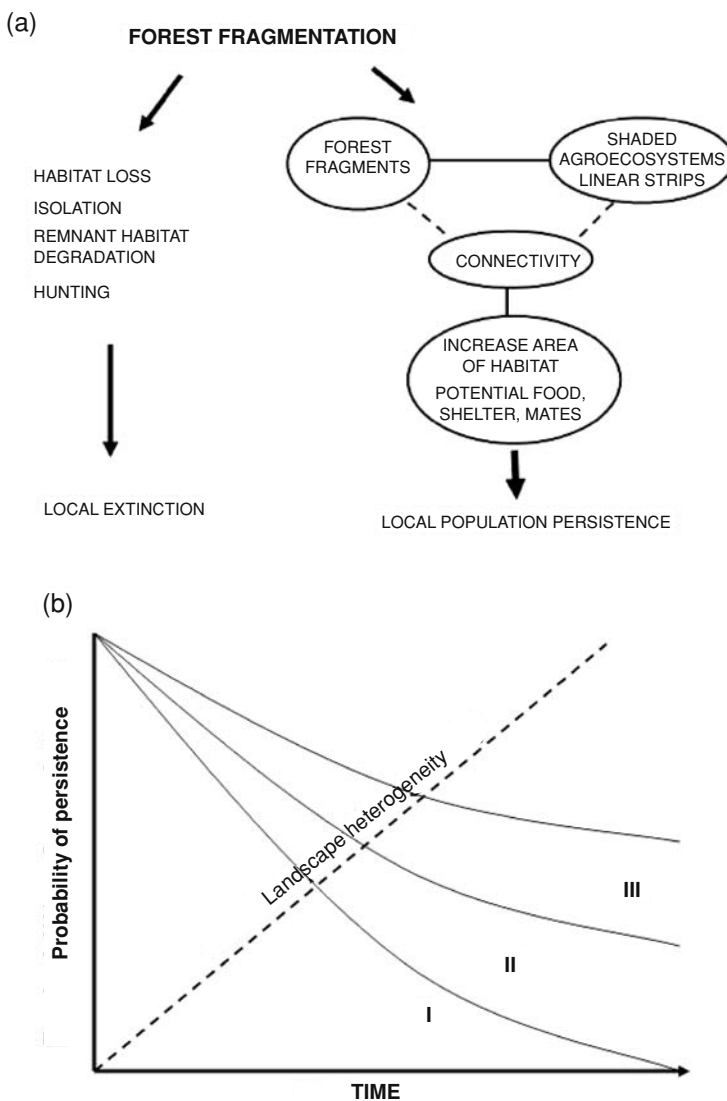 (a)
FOREST FRAGMENTATION
HABITAT LOSS
ISOLATION
REMNANT HABITAT
DEGRADATION
HUNTING
LOCAL EXTINCTION
FOREST
FRAGMENTS
SHADED
AGROECOSYSTEMS
LINEAR STRIPS
CONNECTIVITY
INCREASE AREA
OF HABITAT
POTENTIAL FOOD,
SHELTER, MATES
LOCAL POPULATION PERSISTENCE
(b)
Probability of persistence
Landscape heterogeneity
III
II
I
TIME